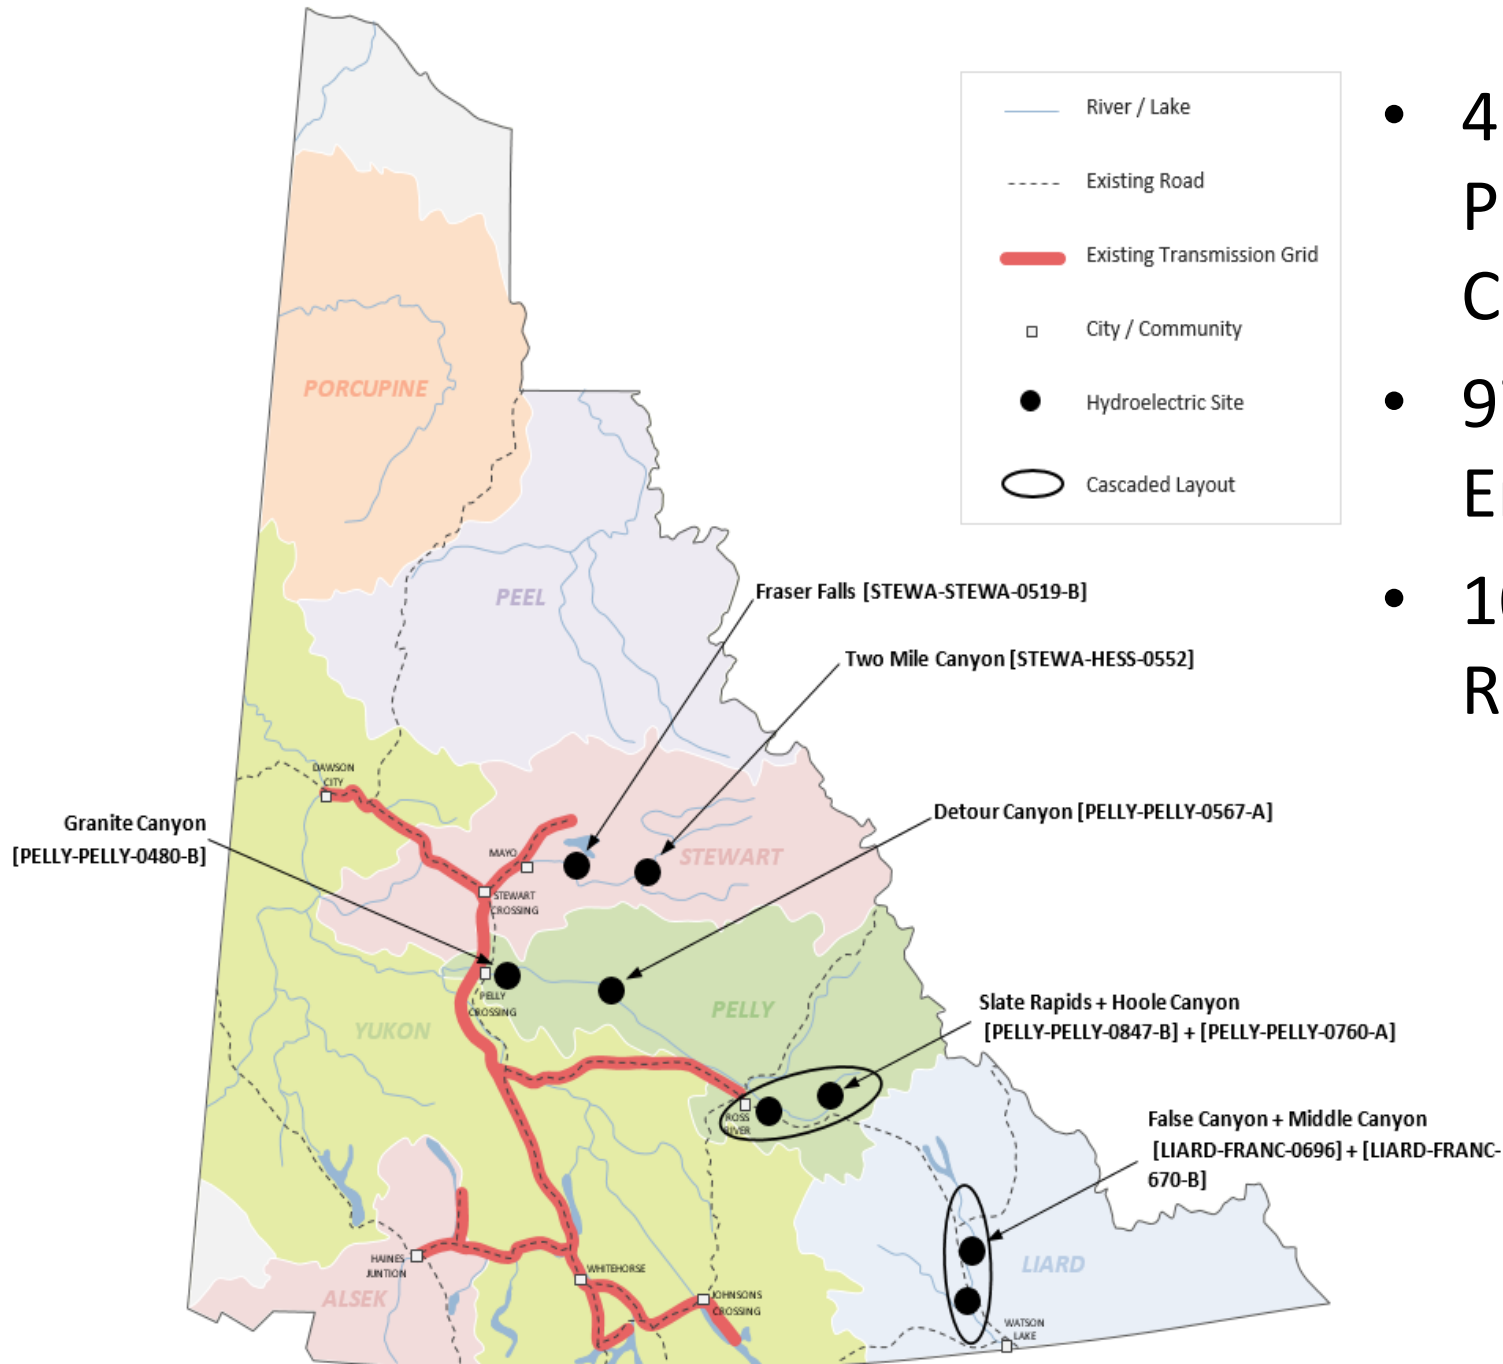 River / Lake
Existing Road
Existing Transmission Grid
City / Community
Hydroelectric Site
Cascaded Layout
• 4
P
C
• 
• 
R
PORCUPINE
PEEL
Fraser Falls [STEWA-STEWA-0519-B]
Two Mile Canyon [STEWA-HESS-0552]
DAWSON
CITY
Detour Canyon [PELLY-PELLY-0567-A]
Granite Canyon
[PELLY-PELLY-0480-B]
MAYO
STEWART
STEWART
CROSSING
PELLY
CROSSING
PELLY
YUKON
Slate Rapids + Hoole Canyon
[PELLY-PELLY-0847-B] + [PELLY-PELLY-0760-A]
ROSS
RIVER
False Canyon + Middle Canyon
[LIARD-FRANC-0696] + [LIARD-FRANC-
670-B]
HAINES
JUNTION
WHITEHORSE
LIARD
ALSEK
JOHNSONS
CROSSING
WATSON
LAKE